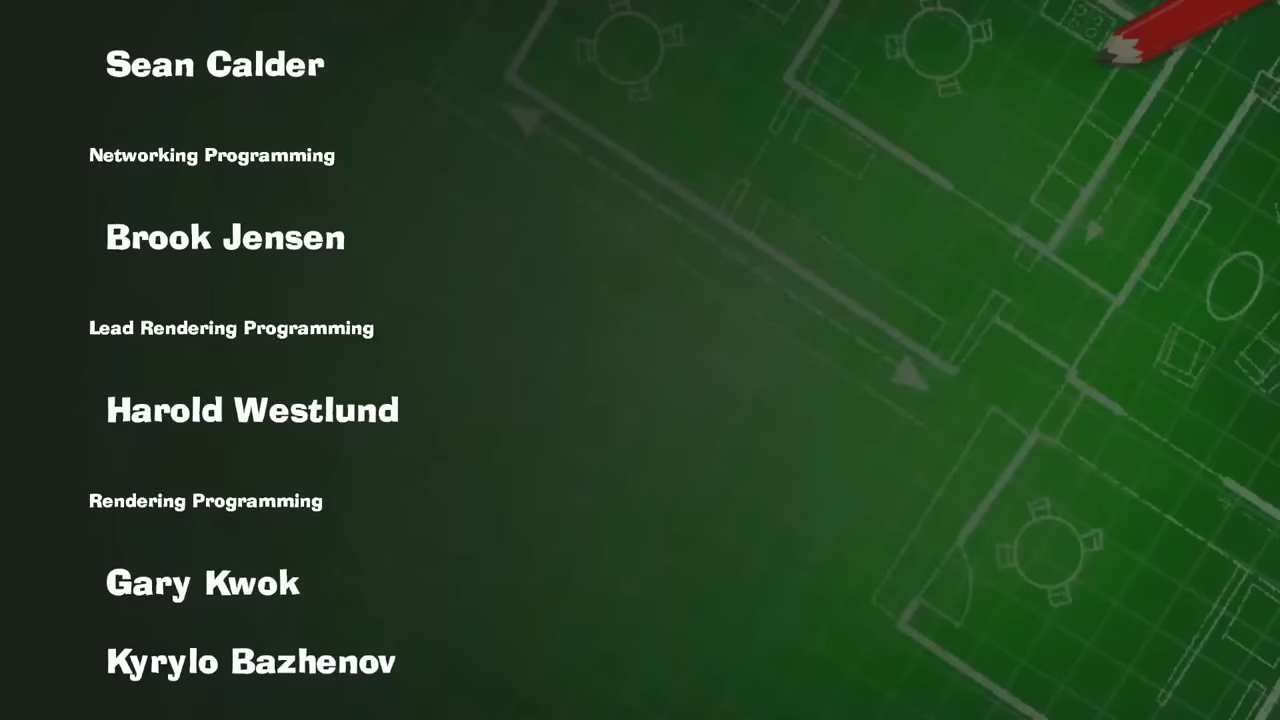 Sean Calder
Networking Programming
Brook Jensen
Lead Rendering Programming
Harold Westlund
Rendering Programming
Gary Kwok
Kyrylo Bazhenov